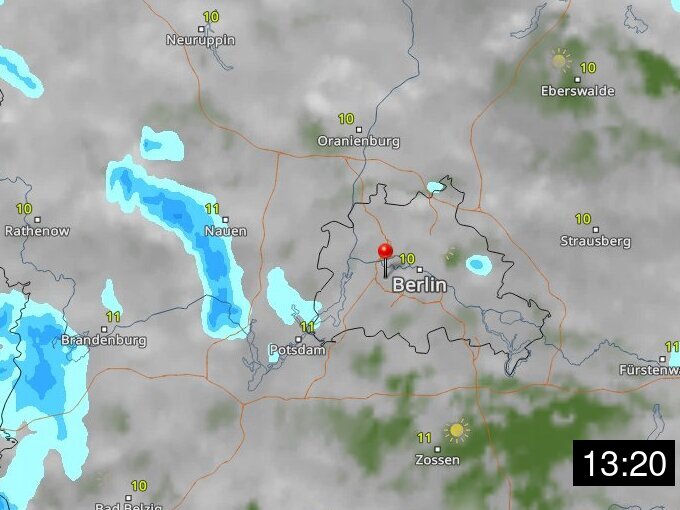 10
Neuruppin
10
Eberswalde
10
Oranienburg
10
Rathenow
11
Nauen
10
Strausberg
10
Berlin
11
Brandenburg
11
Potsdam
11
Fürstenwa
11
Zossen
13:20
10
Bad Belzig